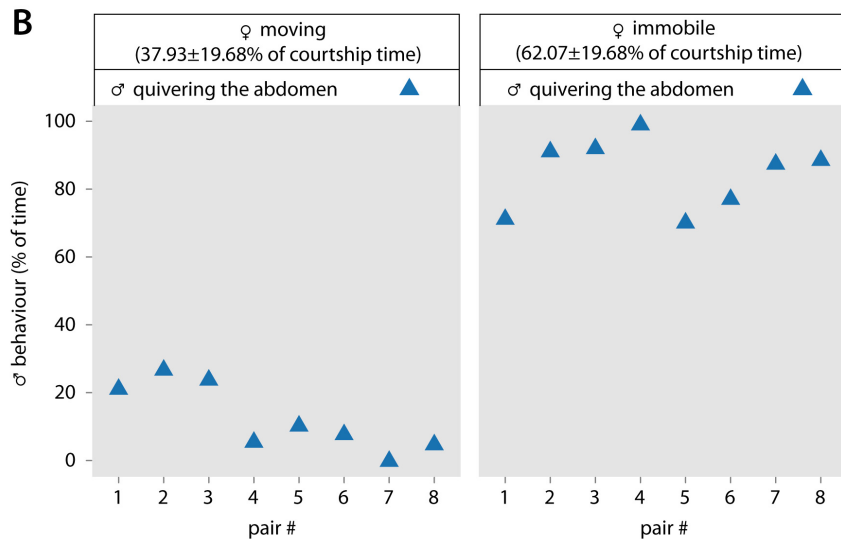 B
♀ moving
(37.93±19.68% of courtship time)
♂ quivering the abdomen
♀ immobile
(62.07±19.68% of courtship time)
♂ quivering the abdomen
♂ behaviour (% of time)
100
80
60
40
20
0
1 2 3 4 5 6 7 8
pair #
1 2 3 4 5 6 7 8
pair #